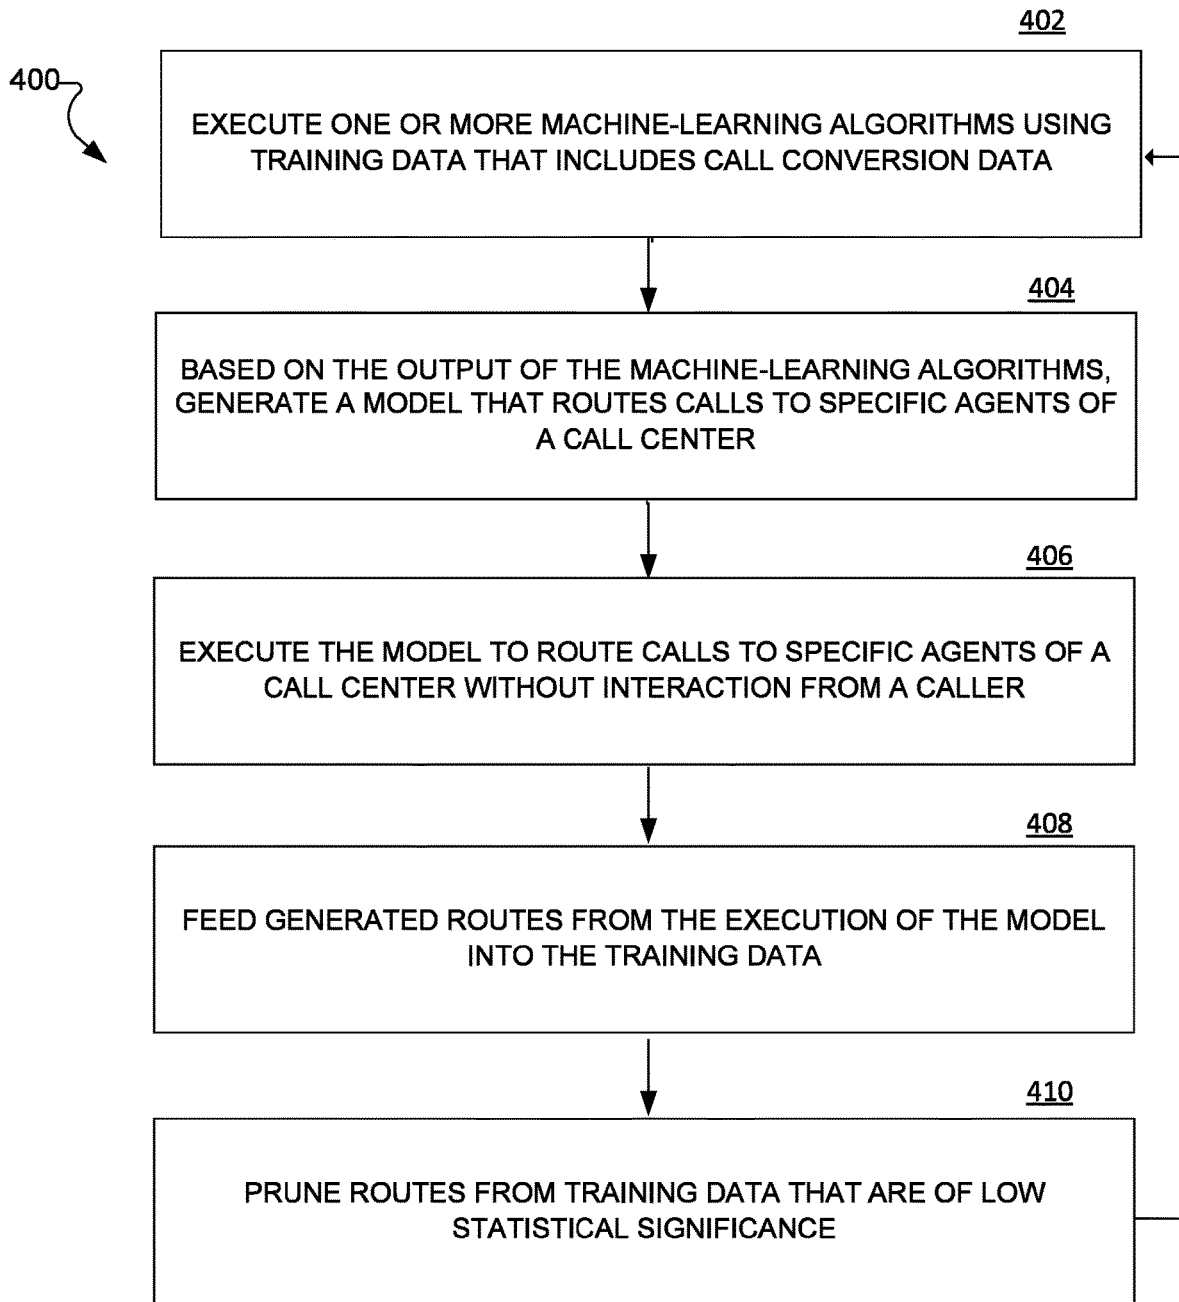 402
400
EXECUTE ONE OR MORE MACHINE-LEARNING ALGORITHMS USING
TRAINING DATA THAT INCLUDES CALL CONVERSION DATA
404
BASED ON THE OUTPUT OF THE MACHINE-LEARNING ALGORITHMS,
GENERATE A MODEL THAT ROUTES CALLS TO SPECIFIC AGENTS OF
A CALL CENTER
406
EXECUTE THE MODEL TO ROUTE CALLS TO SPECIFIC AGENTS OF A
CALL CENTER WITHOUT INTERACTION FROM A CALLER
408
FEED GENERATED ROUTES FROM THE EXECUTION OF THE MODEL
INTO THE TRAINING DATA
410
PRUNE ROUTES FROM TRAINING DATA THAT ARE OF LOW
STATISTICAL SIGNIFICANCE